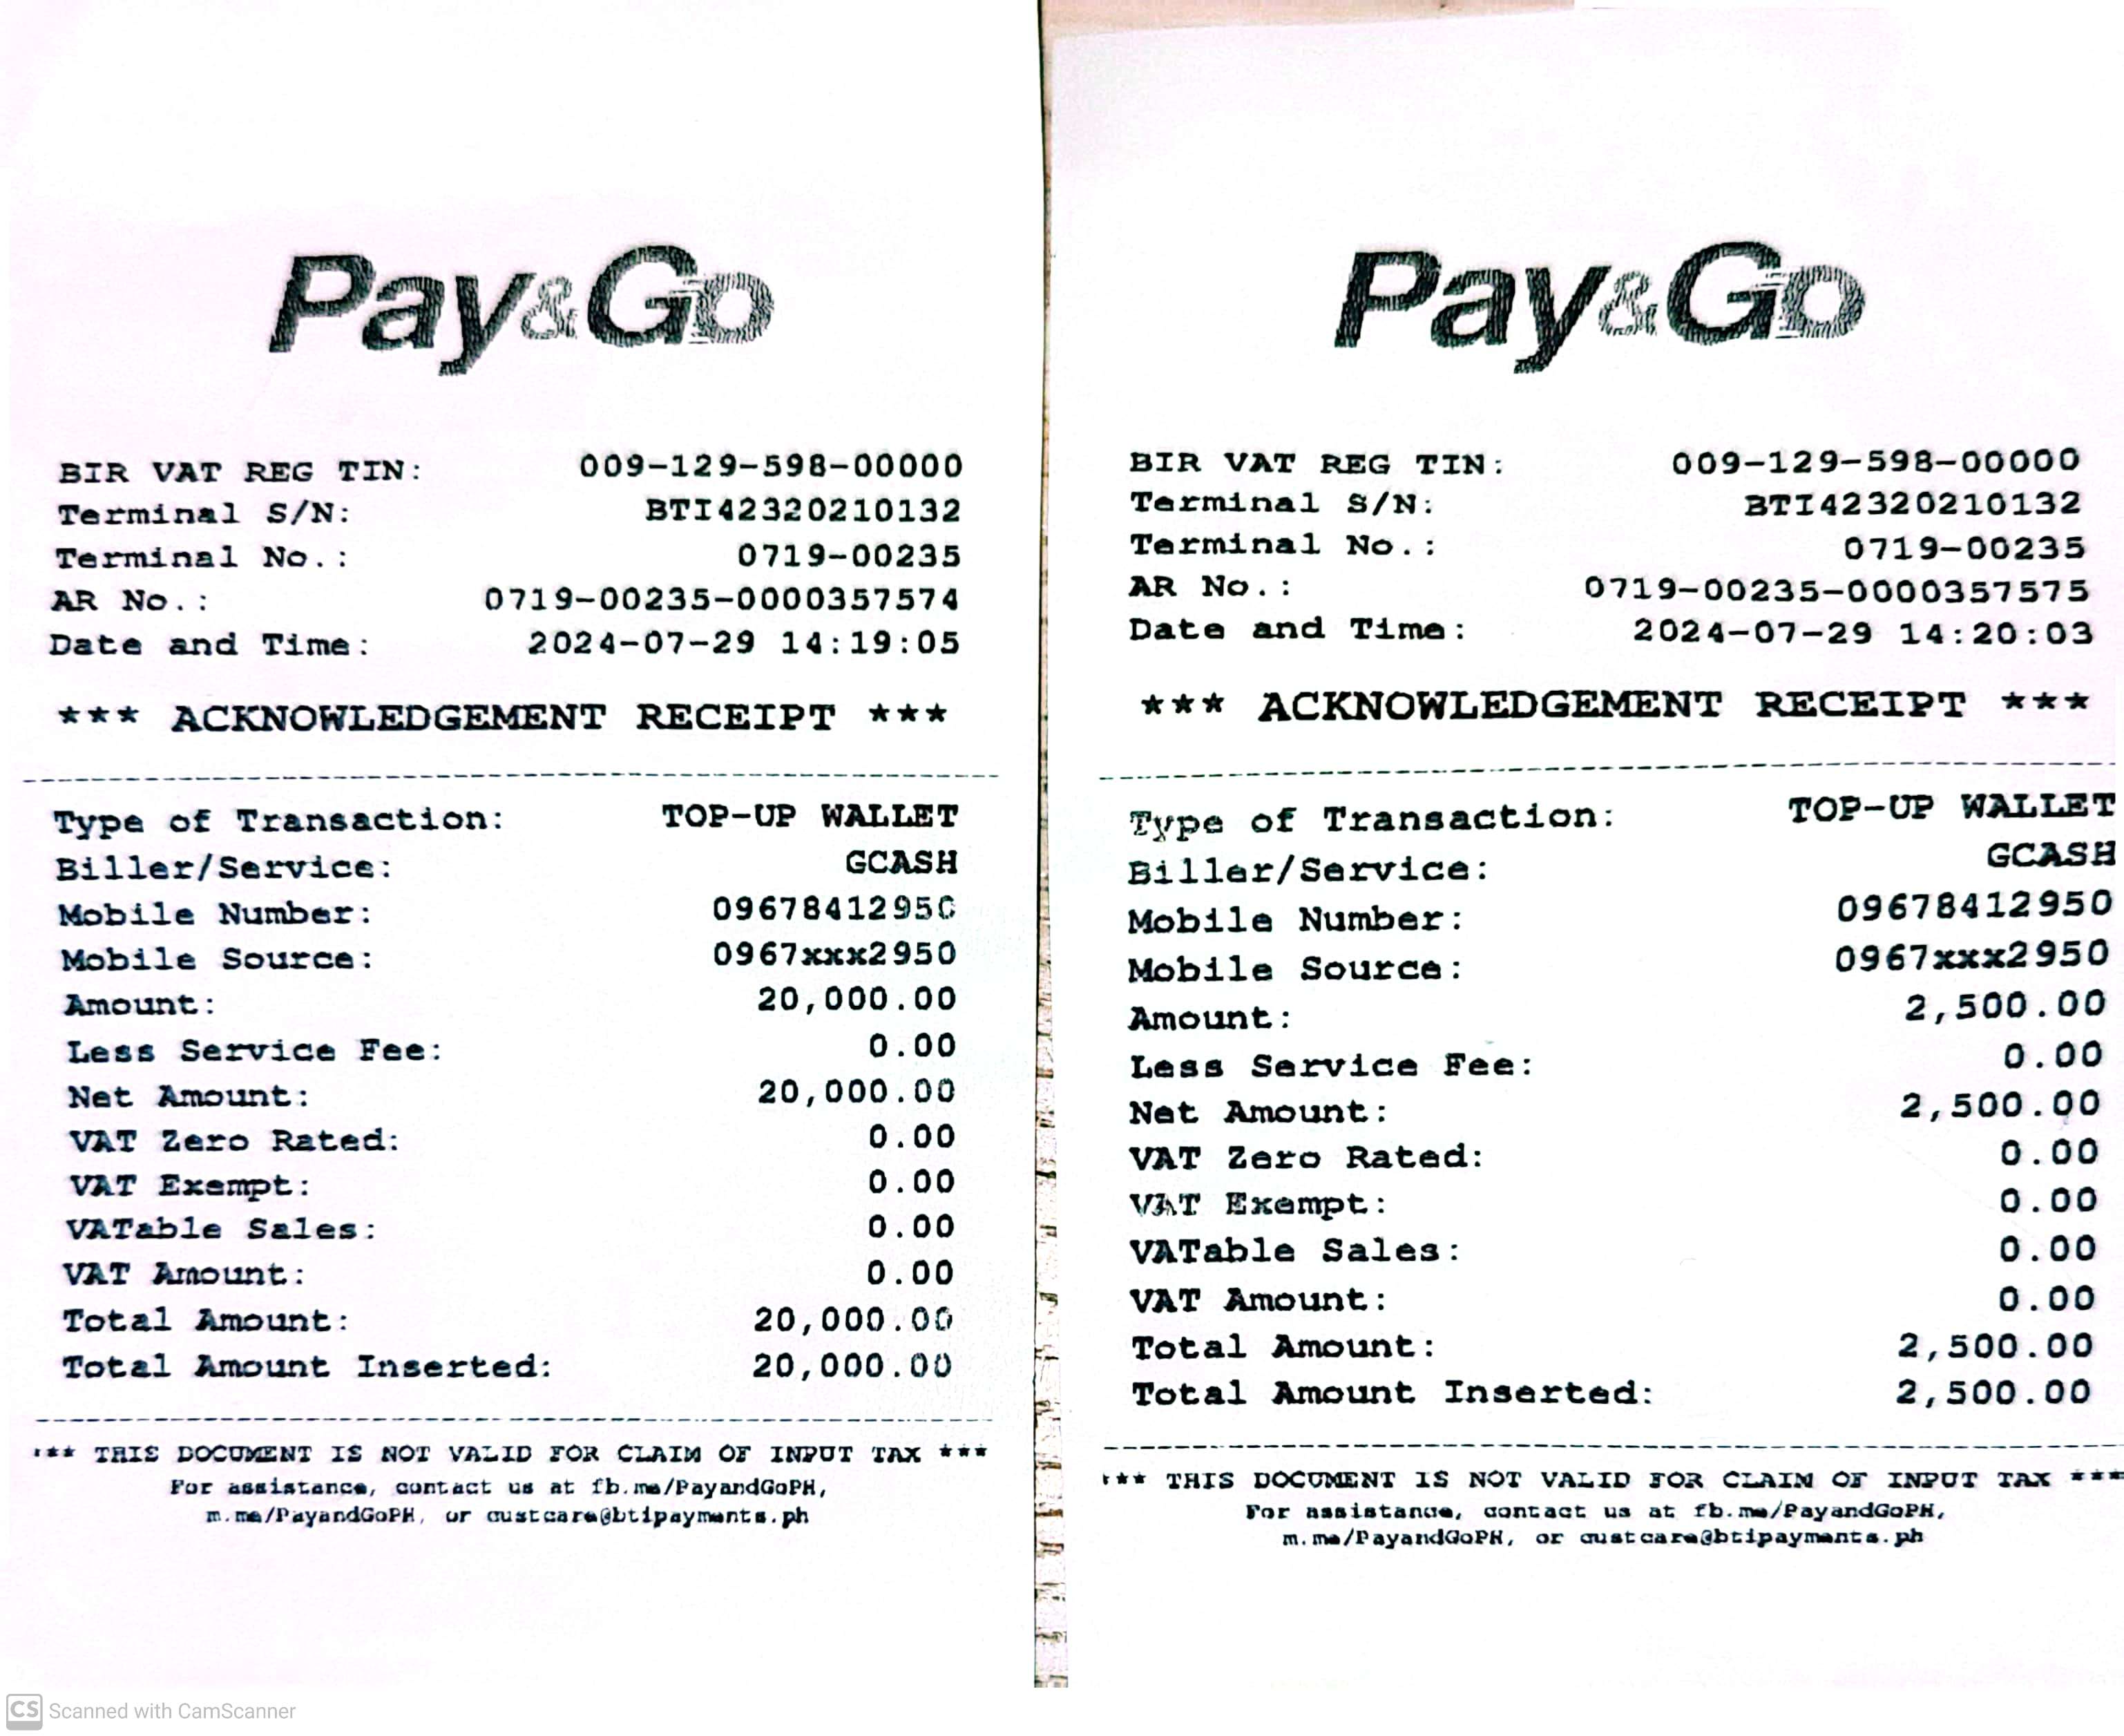 Pay&Go
BIR VAT REG TIN: 009-129-598-00000
Terminal S/N: BTI42320210132
Terminal No.: 0719-00235
AR No.: 0719-00235-0000357574
Date and Time: 2024-07-29 14:19:05
*** ACKNOWLEDGEMENT RECEIPT ***
Type of Transaction: TOP-UP WALLET
Biller/Service: GCASH
Mobile Number: 09678412950
Mobile Source: 0967xxx2950
Amount: 20,000.00
Less Service Fee: 0.00
Net Amount: 20,000.00
VAT Zero Rated: 0.00
VAT Exempt: 0.00
VATable Sales: 0.00
VAT Amount: 0.00
Total Amount: 20,000.00
Total Amount Inserted: 20,000.00
*** THIS DOCUMENT IS NOT VALID FOR CLAIM OF INPUT TAX ***
For assistance, contact us at fb.me/PayandGoPH,
m.me/PayandGoPH, or custcare@btipayments.ph
Pay&Go
BIR VAT REG TIN: 009-129-598-00000
Terminal S/N: BTI42320210132
Terminal No.: 0719-00235
AR No.: 0719-00235-0000357575
Date and Time: 2024-07-29 14:20:03
*** ACKNOWLEDGEMENT RECEIPT ***
Type of Transaction: TOP-UP WALLET
Biller/Service: GCASH
Mobile Number: 09678412950
Mobile Source: 0967xxx2950
Amount: 2,500.00
Less Service Fee: 0.00
Net Amount: 2,500.00
VAT Zero Rated: 0.00
VAT Exempt: 0.00
VATable Sales: 0.00
VAT Amount: 0.00
Total Amount: 2,500.00
Total Amount Inserted: 2,500.00
*** THIS DOCUMENT IS NOT VALID FOR CLAIM OF INPUT TAX ***
For assistance, contact us at fb.me/PayandGoPH,
m.me/PayandGoPH, or custcare@btipayments.ph
CS Scanned with CamScanner